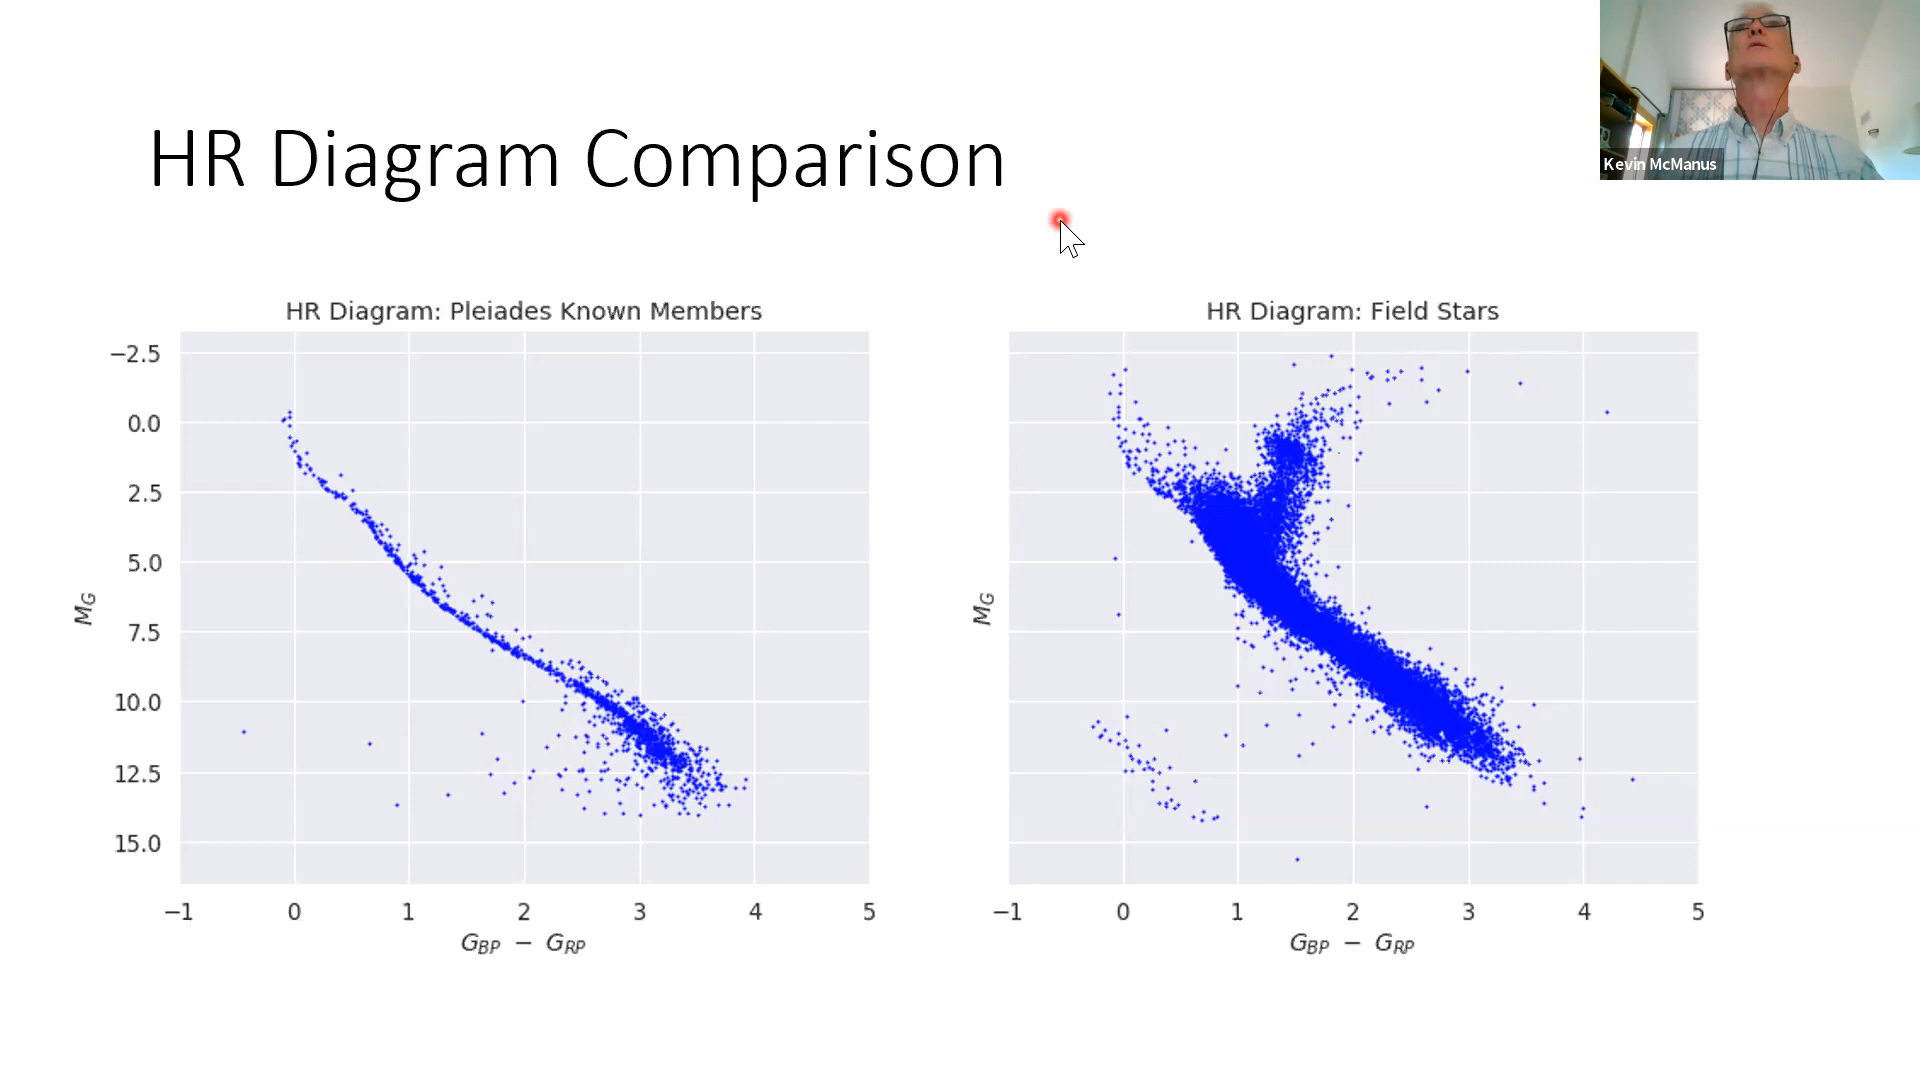 Kevin McManus
HR Diagram Comparison
HR Diagram: Pleiades Known Members
−2.5
0.0
2.5
5.0
7.5
10.0
12.5
15.0
M_G
−1 0 1 2 3 4 5
G_BP − G_RP
HR Diagram: Field Stars
M_G
−1 0 1 2 3 4 5
G_BP − G_RP